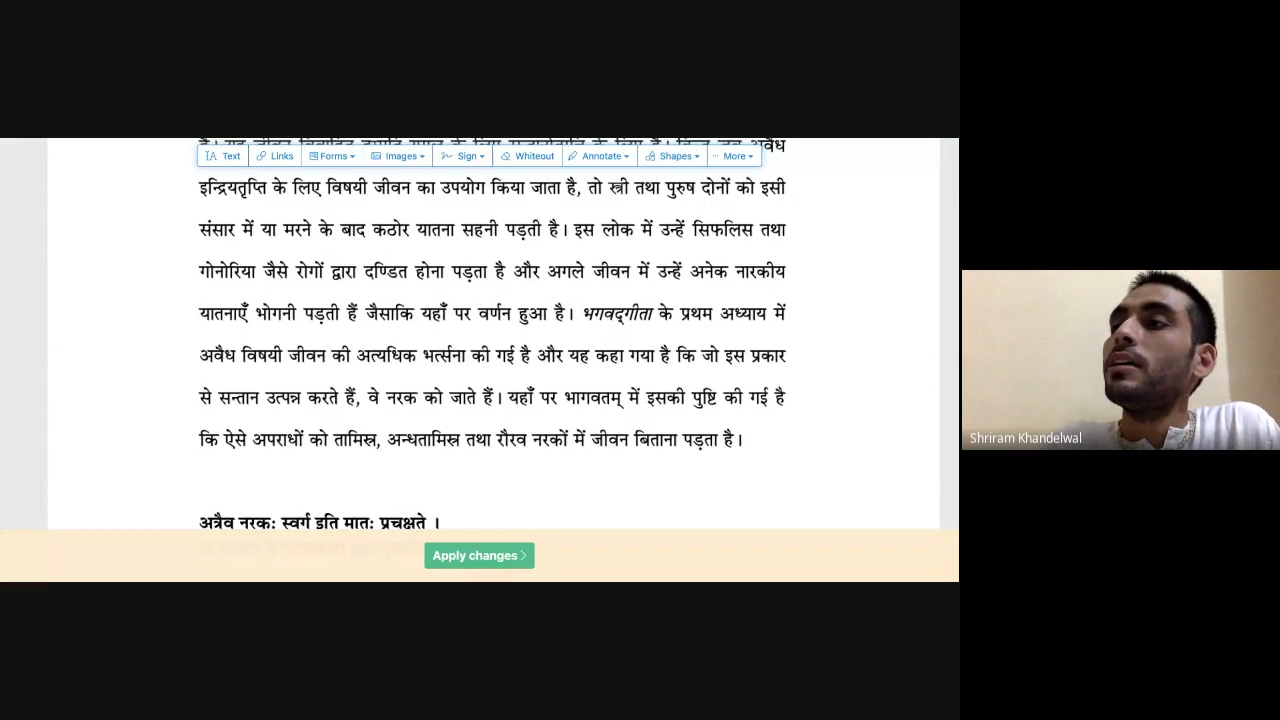 अवैध
Text Links Forms Images Sign Whiteout Annotate Shapes More
इन्द्रियतृप्ति के लिए विषयी जीवन का उपयोग किया जाता है, तो स्त्री तथा पुरुष दोनों को इसी
संसार में या मरने के बाद कठोर यातना सहनी पड़ती है। इस लोक में उन्हें सिफलिस तथा
गोनोरिया जैसे रोगों द्वारा दण्डित होना पड़ता है और अगले जीवन में उन्हें अनेक नारकीय
यातनाएँ भोगनी पड़ती हैं जैसाकि यहाँ पर वर्णन हुआ है। भगवद्‌गीता के प्रथम अध्याय में
अवैध विषयी जीवन की अत्यधिक भर्त्सना की गई है और यह कहा गया है कि जो इस प्रकार
से सन्तान उत्पन्न करते हैं, वे नरक को जाते हैं। यहाँ पर भागवतम् में इसकी पुष्टि की गई है
कि ऐसे अपराधों को तामिस्र, अन्धतामिस्र तथा रौरव नरकों में जीवन बिताना पड़ता है।
अत्रैव नरकः स्वर्ग इति मातः प्रचक्षते ।
Apply changes
Shriram Khandelwal